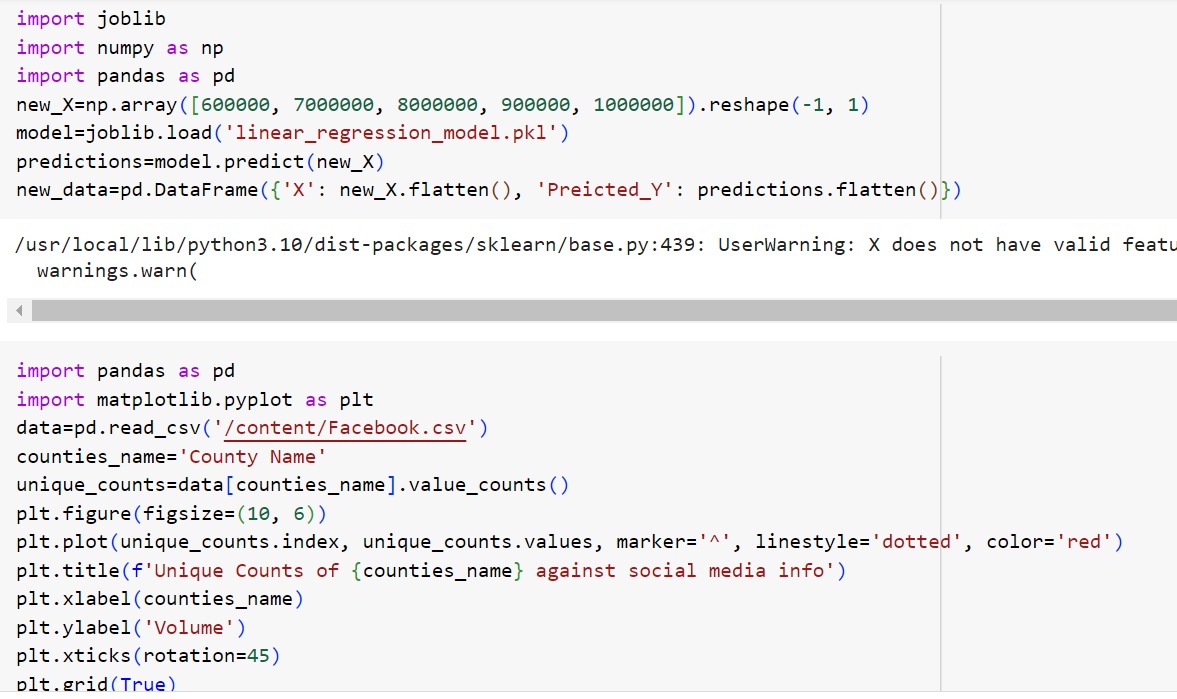 import joblib
import numpy as np
import pandas as pd
new_X=np.array([600000, 7000000, 8000000, 900000, 1000000]).reshape(-1, 1)
model=joblib.load('linear_regression_model.pkl')
predictions=model.predict(new_X)
new_data=pd.DataFrame({'X': new_X.flatten(), 'Preicted_Y': predictions.flatten()})
/usr/local/lib/python3.10/dist-packages/sklearn/base.py:439: UserWarning: X does not have valid featu
warnings.warn(
import pandas as pd
import matplotlib.pyplot as plt
data=pd.read_csv('/content/Facebook.csv')
counties_name='County Name'
unique_counts=data[counties_name].value_counts()
plt.figure(figsize=(10, 6))
plt.plot(unique_counts.index, unique_counts.values, marker='^', linestyle='dotted', color='red')
plt.title(f'Unique Counts of {counties_name} against social media info')
plt.xlabel(counties_name)
plt.ylabel('Volume')
plt.xticks(rotation=45)
plt.grid(True)